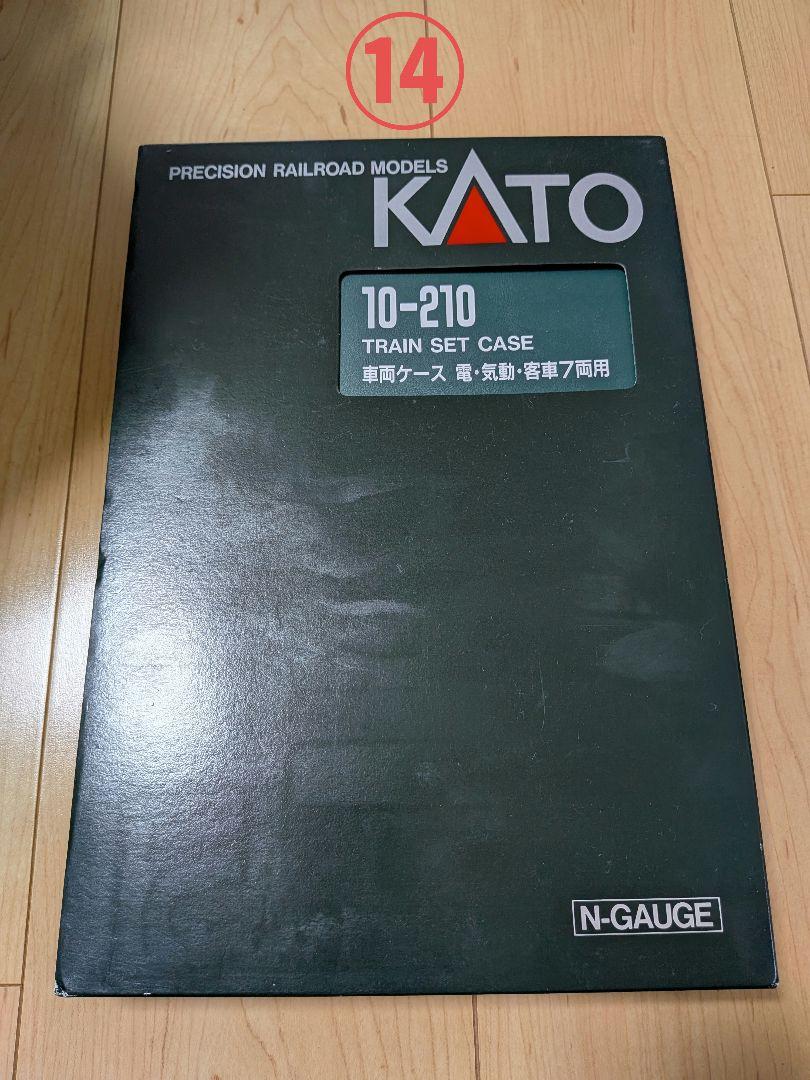 14
PRECISION RAILROAD MODELS
KATO
10-210
TRAIN SET CASE
車両ケース 電・気動・客車7両用
N-GAUGE